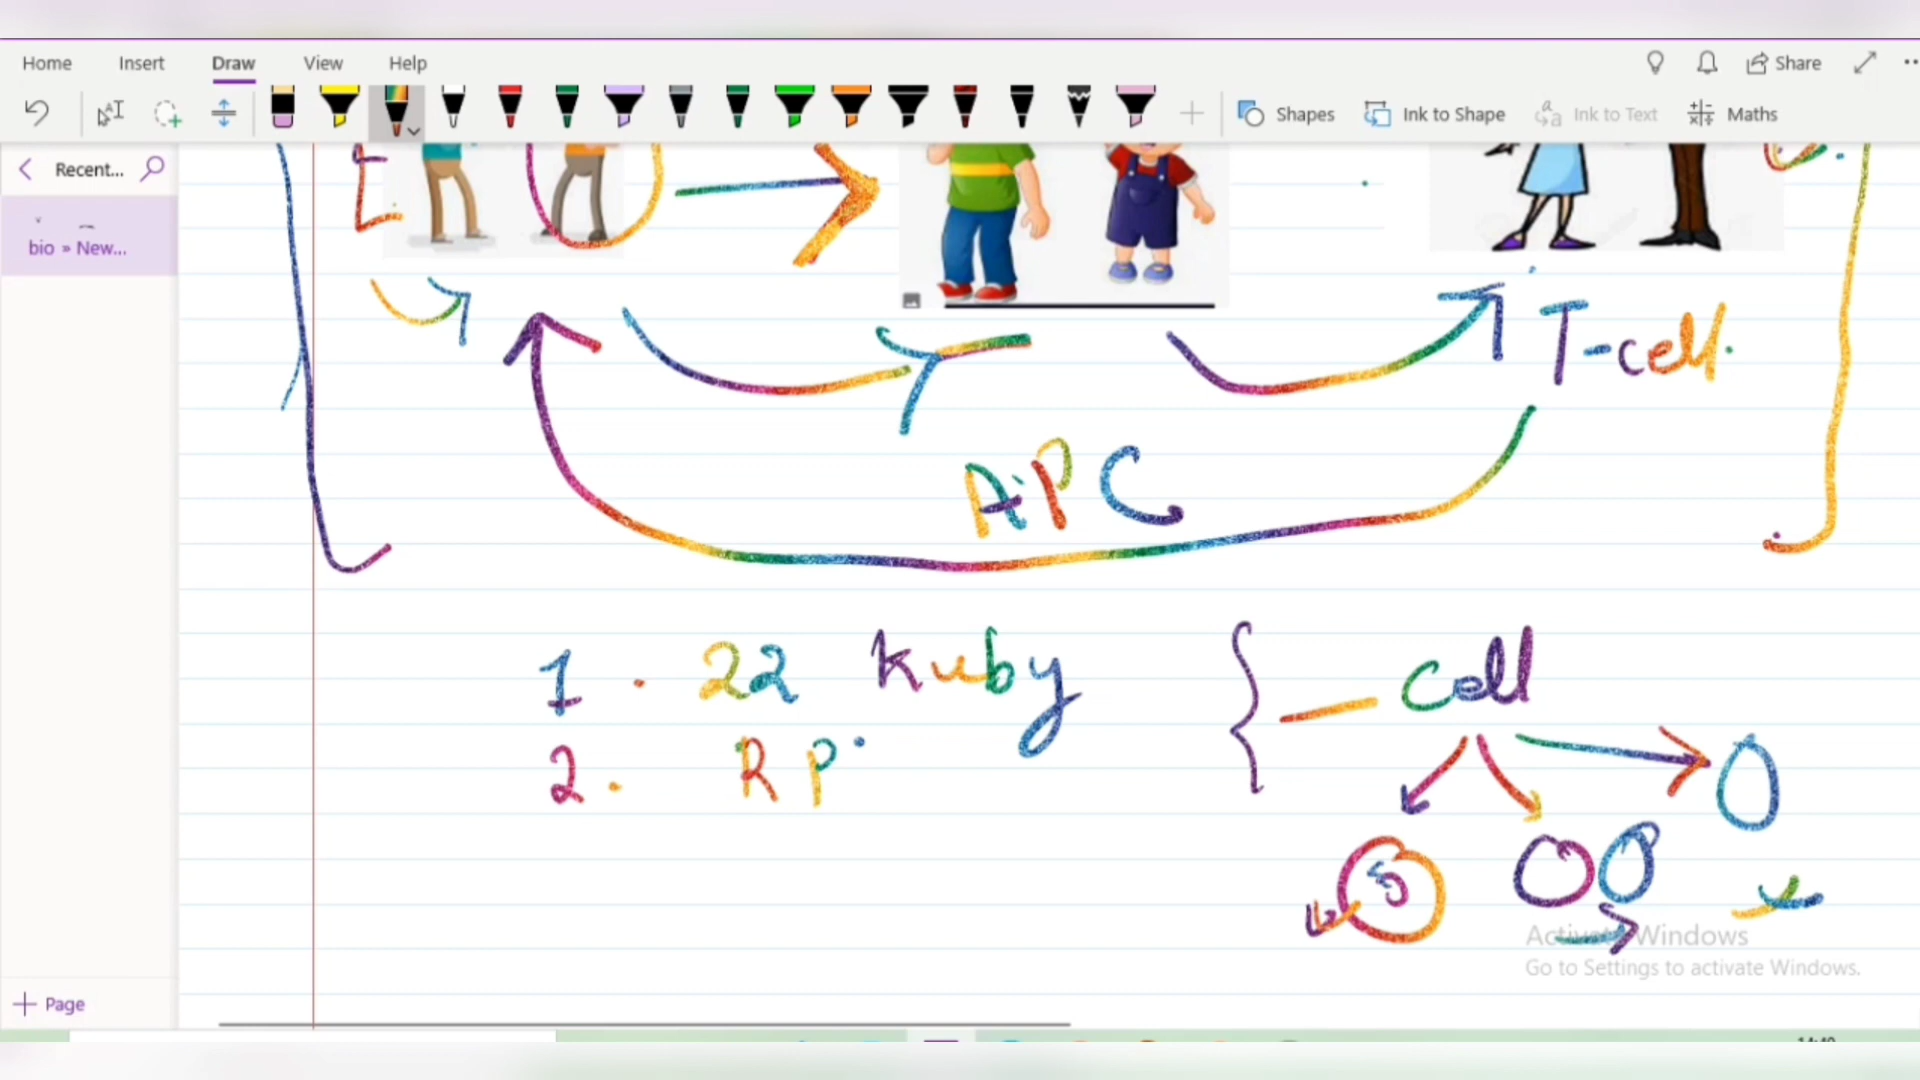 Home Insert Draw View Help
Share
Shapes Ink to Shape Ink to Text Maths
Recent...
bio » New...
T-cell.
APC
1. 22 Kuby
2. RP
cell
Activate Windows
Go to Settings to activate Windows.
+ Page